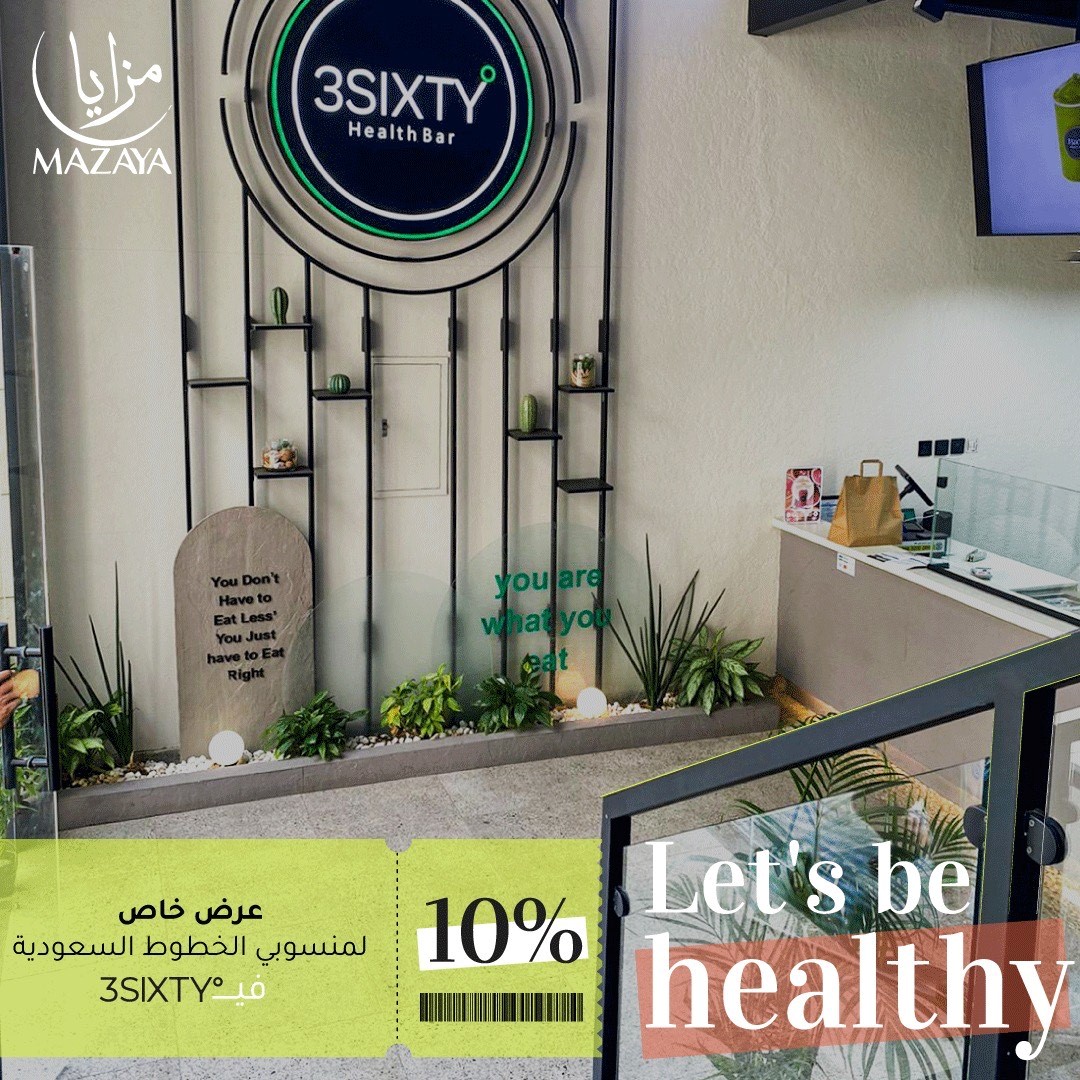 مزايا
MAZAYA
3SIXTY°
Health Bar
You Don't
Have to
Eat Less'
You Just
have to Eat
Right
you are
what you
eat
عرض خاص
لمنسوبي الخطوط السعودية
فيـ 3SIXTY°
10%
Let's be
healthy